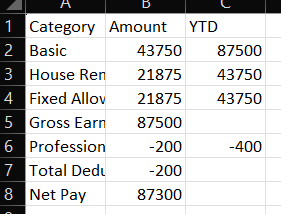 A B C
1 Category Amount YTD
2 Basic 43750 87500
3 House Ren 21875 43750
4 Fixed Allov 21875 43750
5 Gross Earn 87500
6 Profession -200 -400
7 Total Dedu -200
8 Net Pay 87300